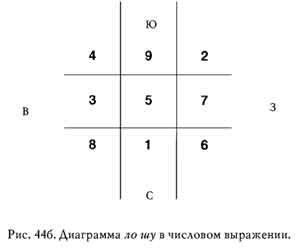 Ю
4 9 2
3 5 7
В З
8 1 6
С
Рис. 44б. Диаграмма ло шу в числовом выражении.